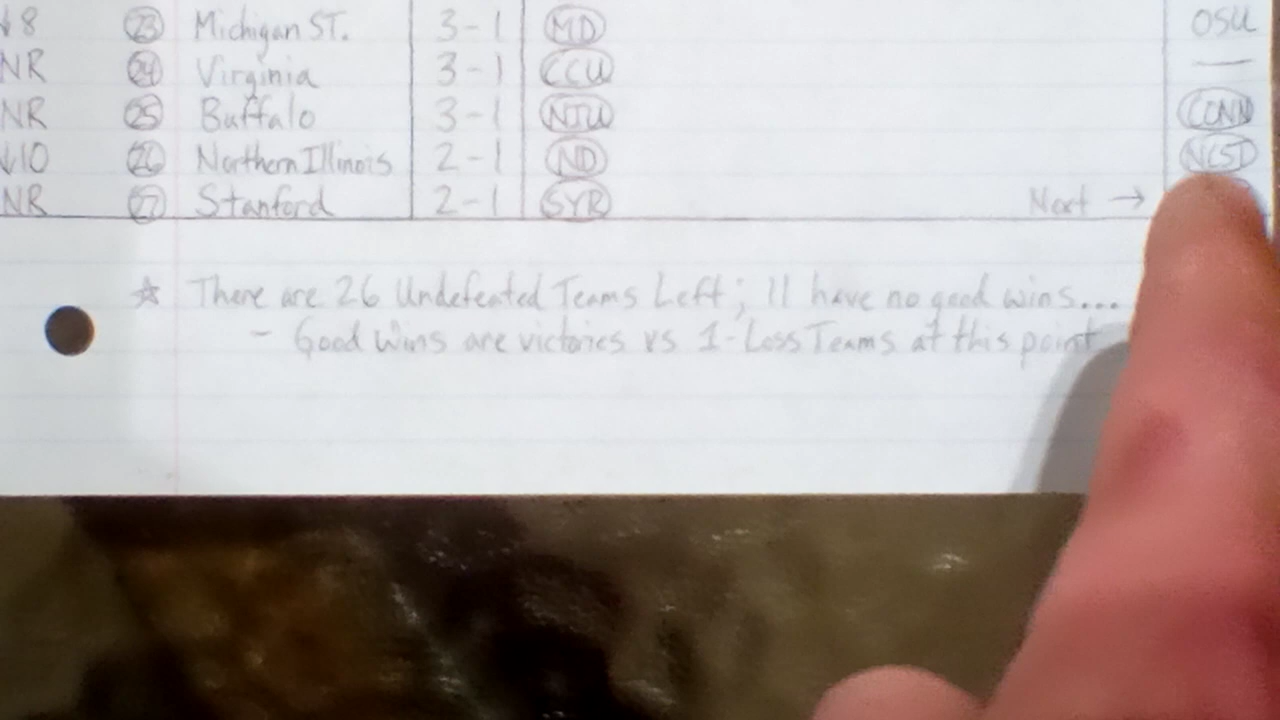 ↓8 23 Michigan ST. 3-1 MD OSU
NR 24 Virginia 3-1 CCU —
NR 25 Buffalo 3-1 NIU CONN
↓10 26 Northern Illinois 2-1 ND NCST
NR 27 Stanford 2-1 SYR Next →
☆ There are 26 Undefeated Teams Left; 11 have no good wins...
- Good Wins are victories vs 1-Loss Teams at this point